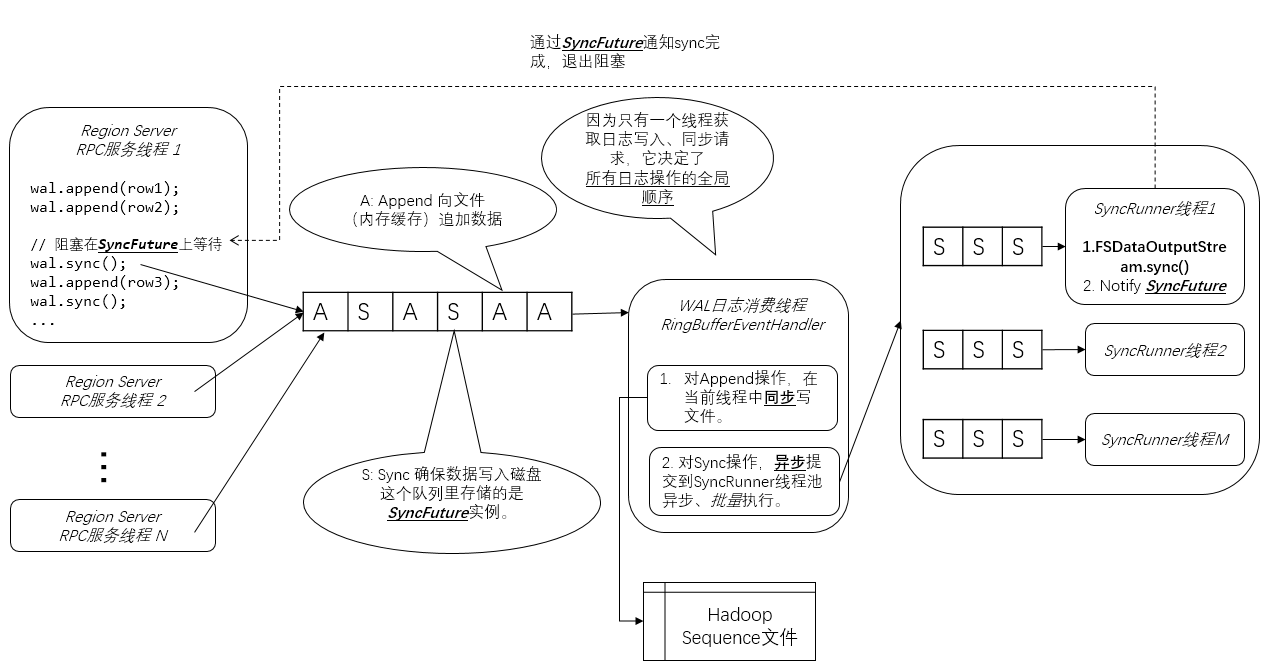 通过SyncFuture通知sync完
成，退出阻塞
Region Server
RPC服务线程 1
wal.append(row1);
wal.append(row2);
// 阻塞在SyncFuture上等待
wal.sync();
wal.append(row3);
wal.sync();
...
Region Server
RPC服务线程 2
Region Server
RPC服务线程 N
A: Append 向文件
（内存缓存）追加数据
A S A S A A
S: Sync 确保数据写入磁盘
这个队列里存储的是
SyncFuture实例。
因为只有一个线程获
取日志写入、同步请
求，它决定了
所有日志操作的全局
顺序
WAL日志消费线程
RingBufferEventHandler
1. 对Append操作，在
当前线程中同步写
文件。
2. 对Sync操作，异步提
交到SyncRunner线程池
异步、批量执行。
Hadoop
Sequence文件
S S S
SyncRunner线程1
1.FSDataOutputStre
am.sync()
2. Notify SyncFuture
S S S
SyncRunner线程2
S S S
SyncRunner线程M